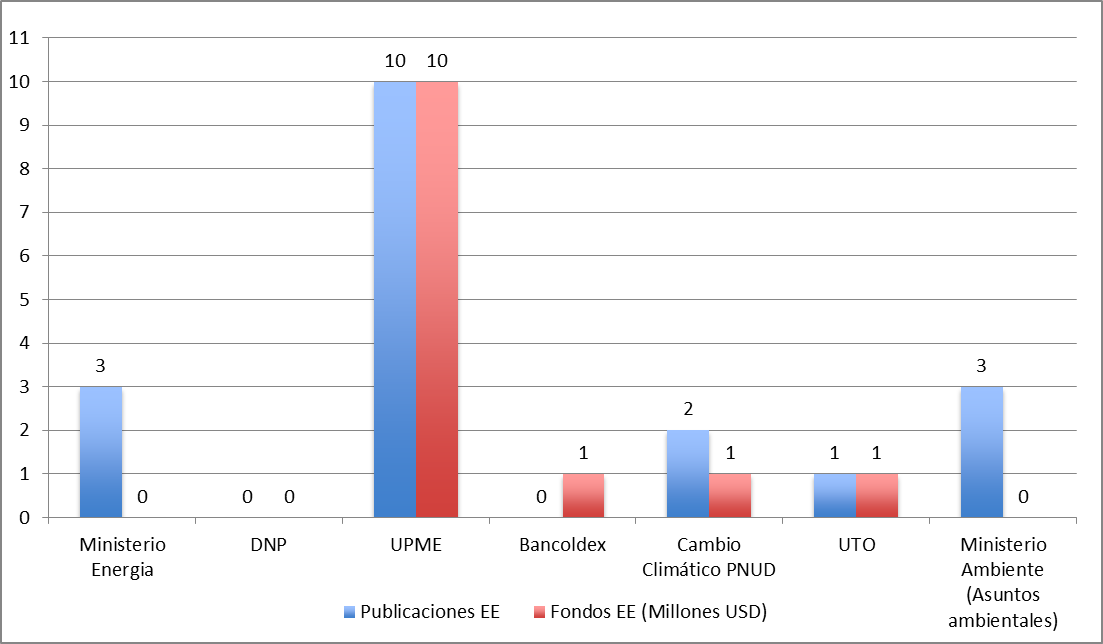 11
10
9
8
7
6
5
4
3
2
1
0
3
0
0
0
10
10
0
1
2
1
1
1
3
0
Ministerio
Energia
DNP
UPME
Bancoldex
Cambio
Climático PNUD
UTO
Ministerio
Ambiente
(Asuntos
ambientales)
Publicaciones EE
Fondos EE (Millones USD)